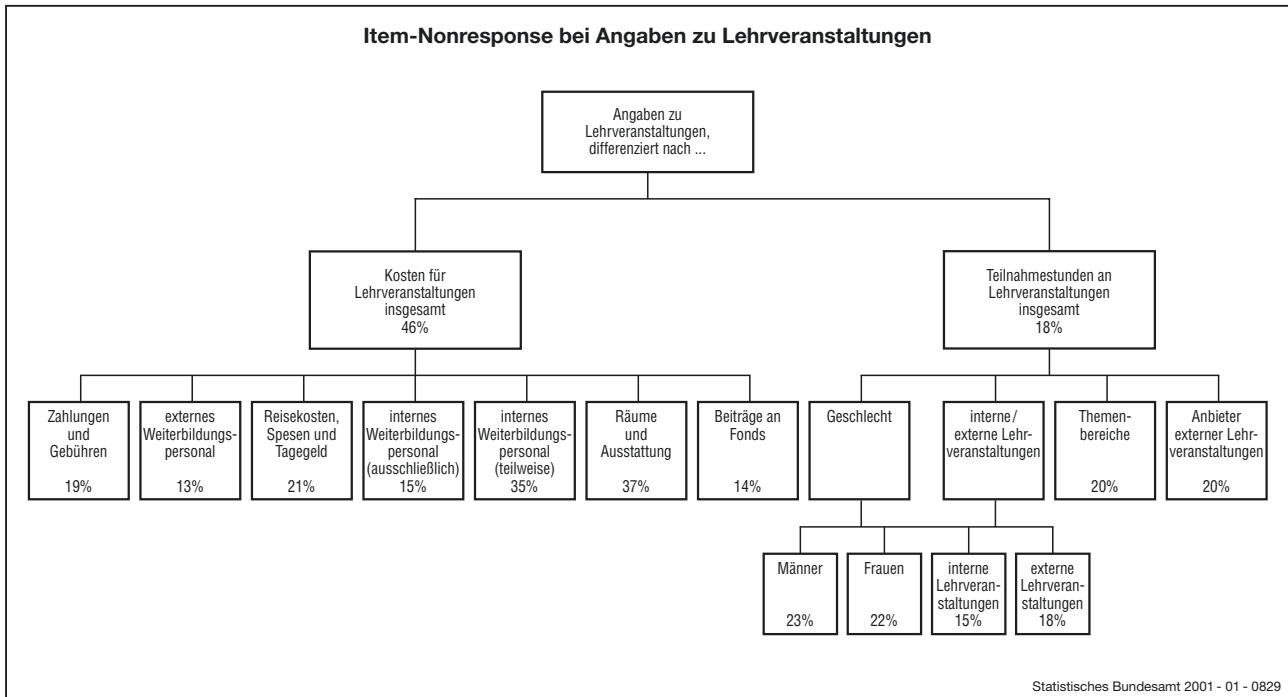 Item-Nonresponse bei Angaben zu Lehrveranstaltungen
Angaben zu
Lehrveranstaltungen,
differenziert nach ...
Kosten für
Lehrveranstaltungen
insgesamt
46%
Teilnahmestunden an
Lehrveranstaltungen
insgesamt
18%
Zahlungen
und
Gebühren
19%
externes
Weiterbildungs-
personal
13%
Reisekosten,
Spesen und
Tagegeld
21%
internes
Weiterbildungs-
personal
(ausschließlich)
15%
internes
Weiterbildungs-
personal
(teilweise)
35%
Räume
und
Ausstattung
37%
Beiträge an
Fonds
14%
Geschlecht
interne/
externe Lehr-
veranstaltungen
Themen-
bereiche
20%
Anbieter
externer Lehr-
veranstaltungen
20%
Männer
23%
Frauen
22%
interne
Lehrveran-
staltungen
15%
externe
Lehrveran-
staltungen
18%
Statistisches Bundesamt 2001 - 01 - 0829